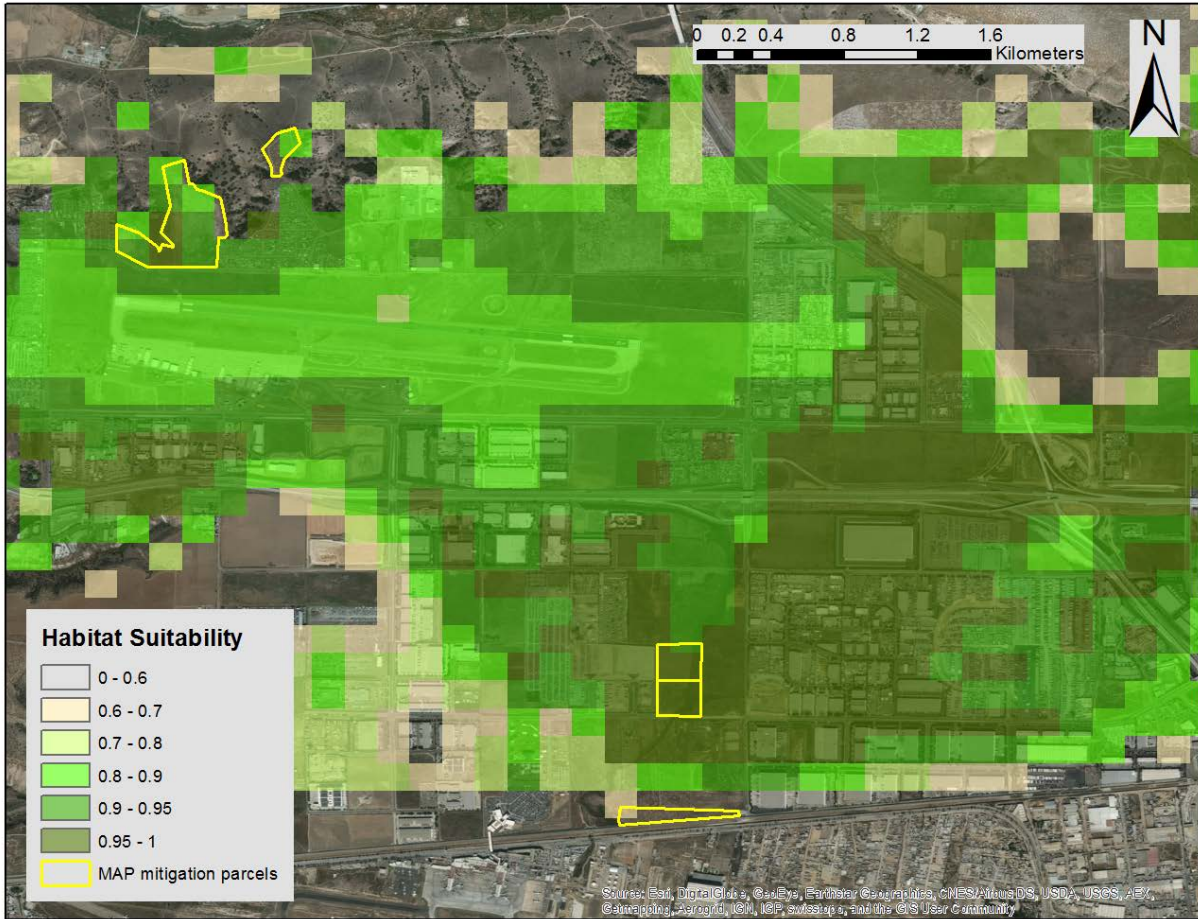 N
0 0.2 0.4 0.8 1.2 1.6
Kilometers
Habitat Suitability
0 - 0.6
0.6 - 0.7
0.7 - 0.8
0.8 - 0.9
0.9 - 0.95
0.95 - 1
MAP mitigation parcels
Source: Esri, DigitalGlobe, GeoEye, Earthstar Geographics, CNES/Airbus DS, USDA, USGS, AEX,
Getmapping, Aerogrid, IGN, IGP, swisstopo, and the GIS User Community